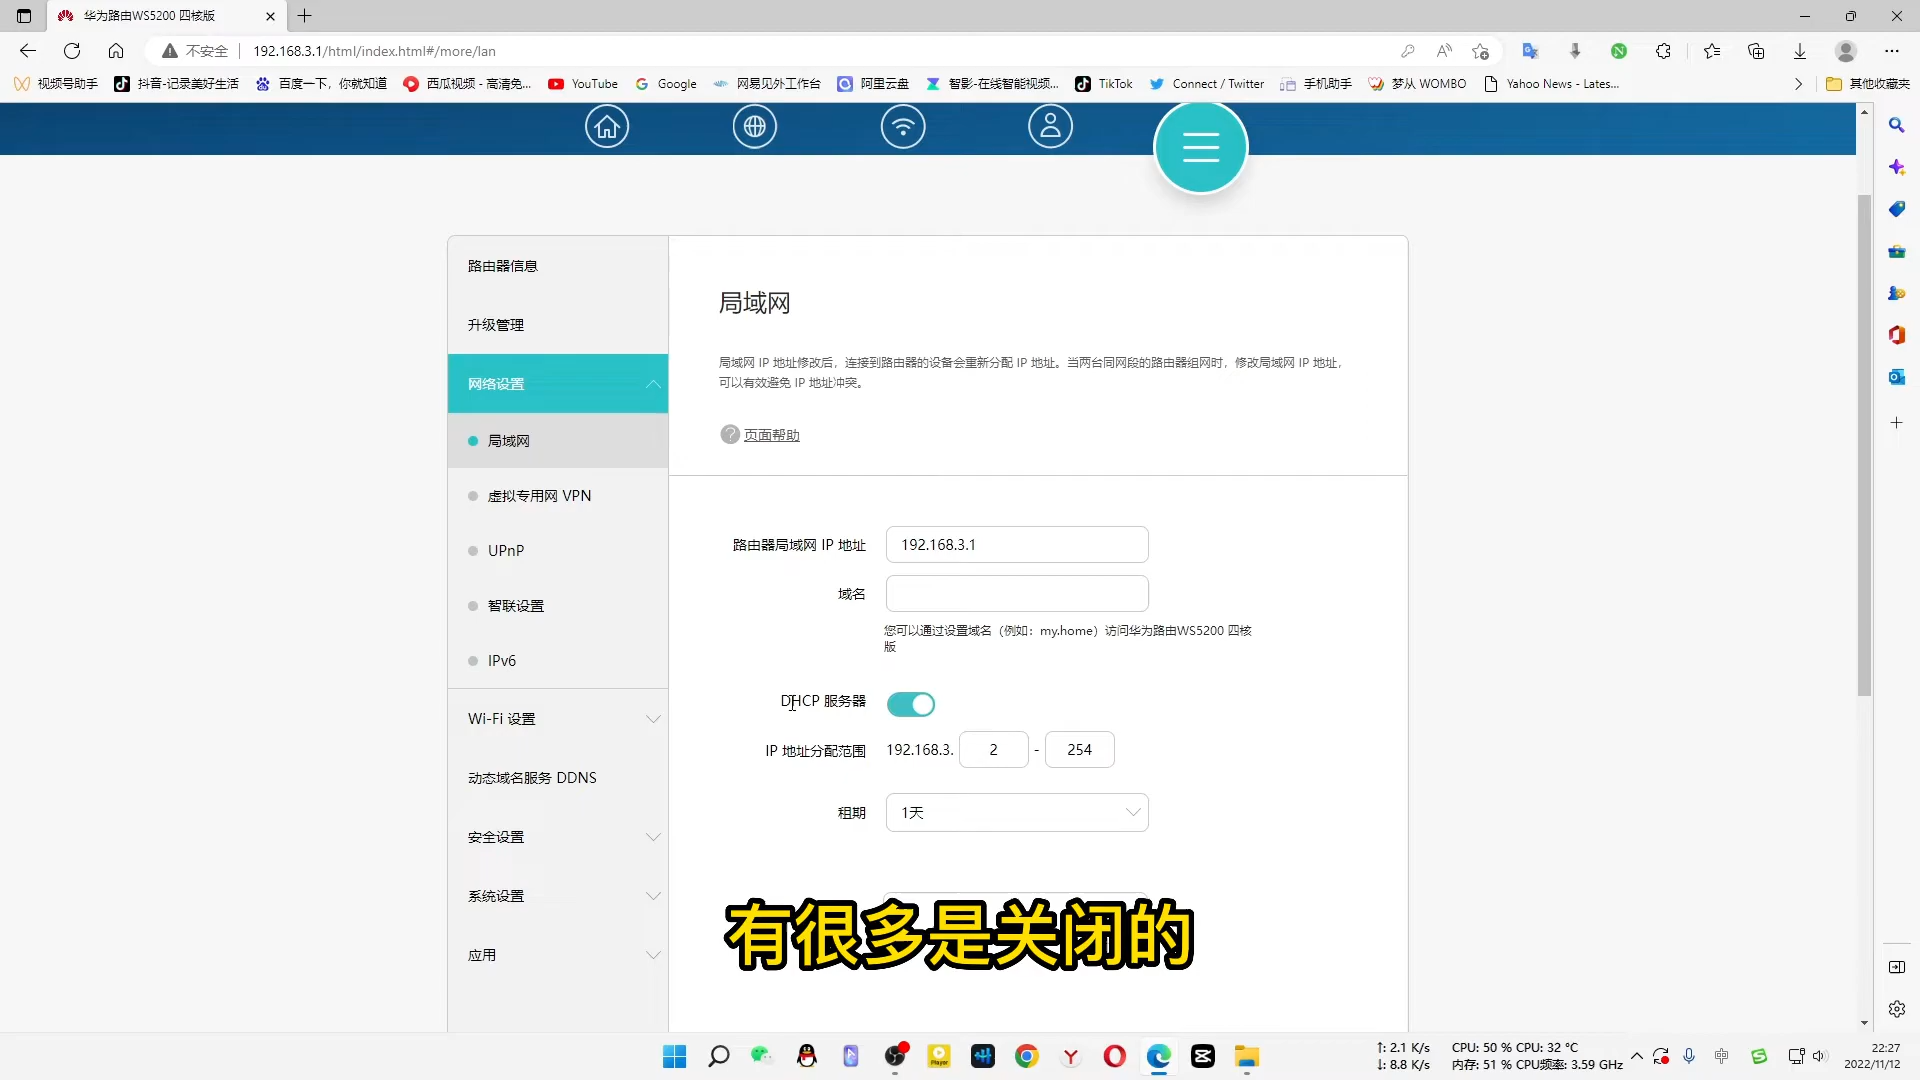 华为路由WS5200 四核版
不安全
192.168.3.1/html/index.html#/more/lan
视频号助手
抖音-记录美好生活
百度一下，你就知道
西瓜视频 - 高清免...
YouTube
Google
网易见外工作台
阿里云盘
智影-在线智能视频...
TikTok
Connect / Twitter
手机助手
梦从 WOMBO
Yahoo News - Lates...
其他收藏夹
路由器信息
升级管理
网络设置
局域网
虚拟专用网 VPN
UPnP
智联设置
IPv6
Wi-Fi 设置
动态域名服务 DDNS
安全设置
系统设置
应用
局域网
局域网 IP 地址修改后，连接到路由器的设备会重新分配 IP 地址。当两台同网段的路由器组网时，修改局域网 IP 地址，
可以有效避免 IP 地址冲突。
页面帮助
路由器局域网 IP 地址 192.168.3.1
域名
您可以通过设置域名（例如：my.home）访问华为路由WS5200 四核
版
DHCP 服务器
IP 地址分配范围 192.168.3. 2 - 254
租期 1天
有很多是关闭的
↑: 2.1 K/s CPU: 50 % CPU: 32 °C
↓: 8.8 K/s 内存: 51 % CPU频率: 3.59 GHz
中
22:27
2022/11/12